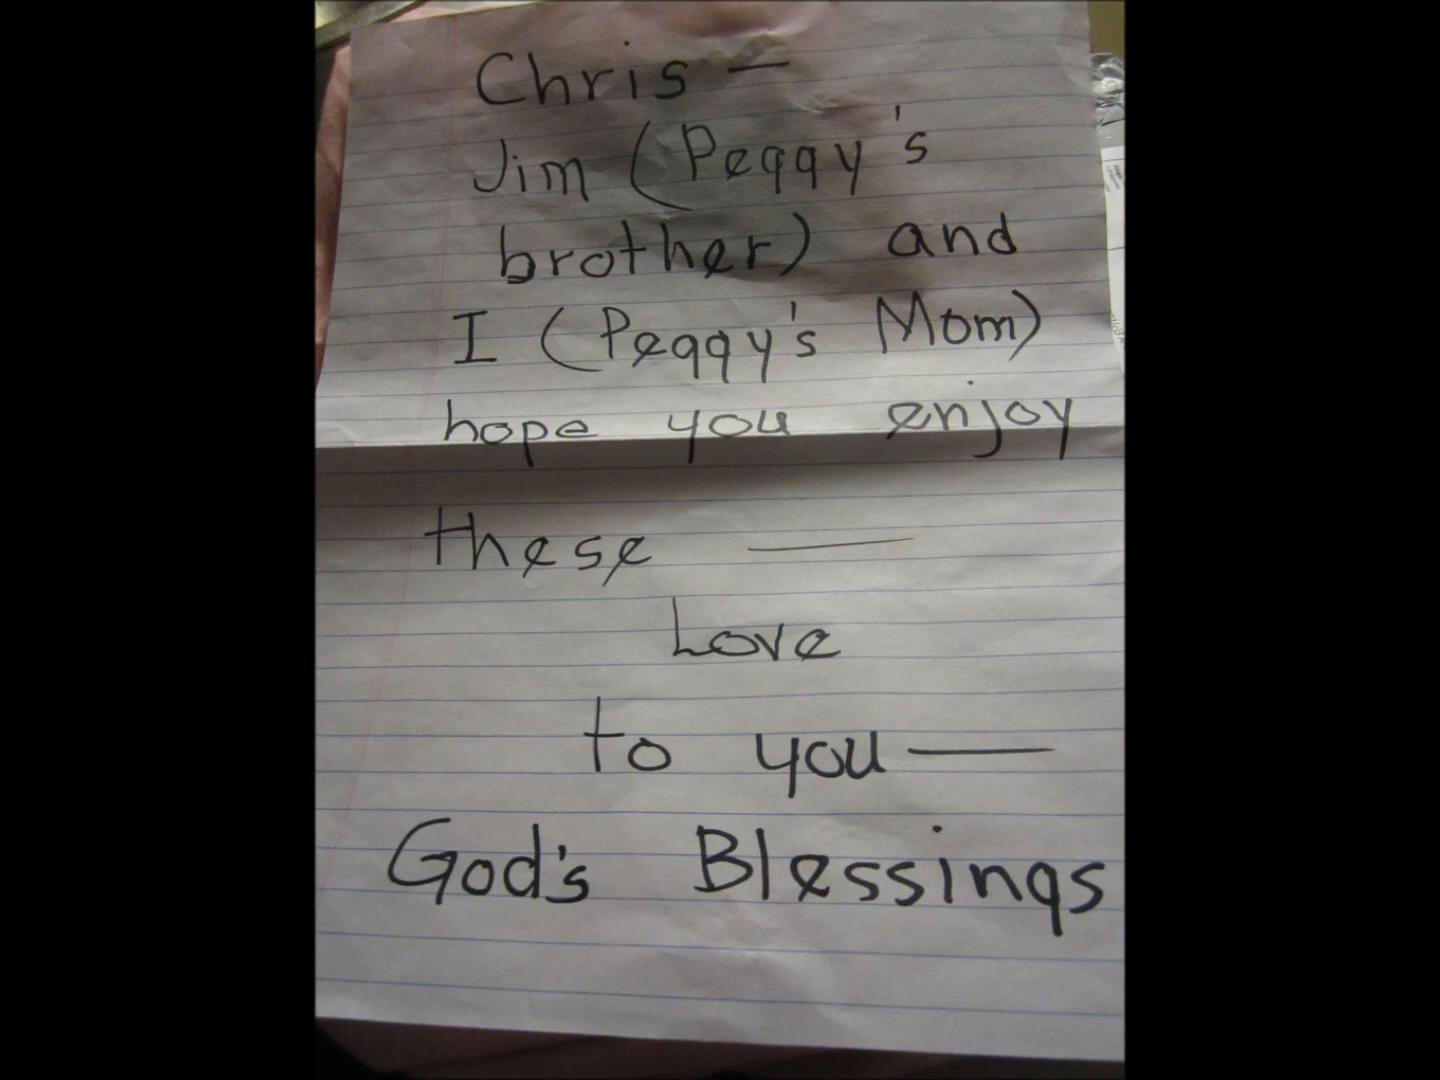 Chris —
Jim (Peggy's
brother) and
I (Peggy's Mom)
hope you enjoy
these —
Love
to you —
God's Blessings